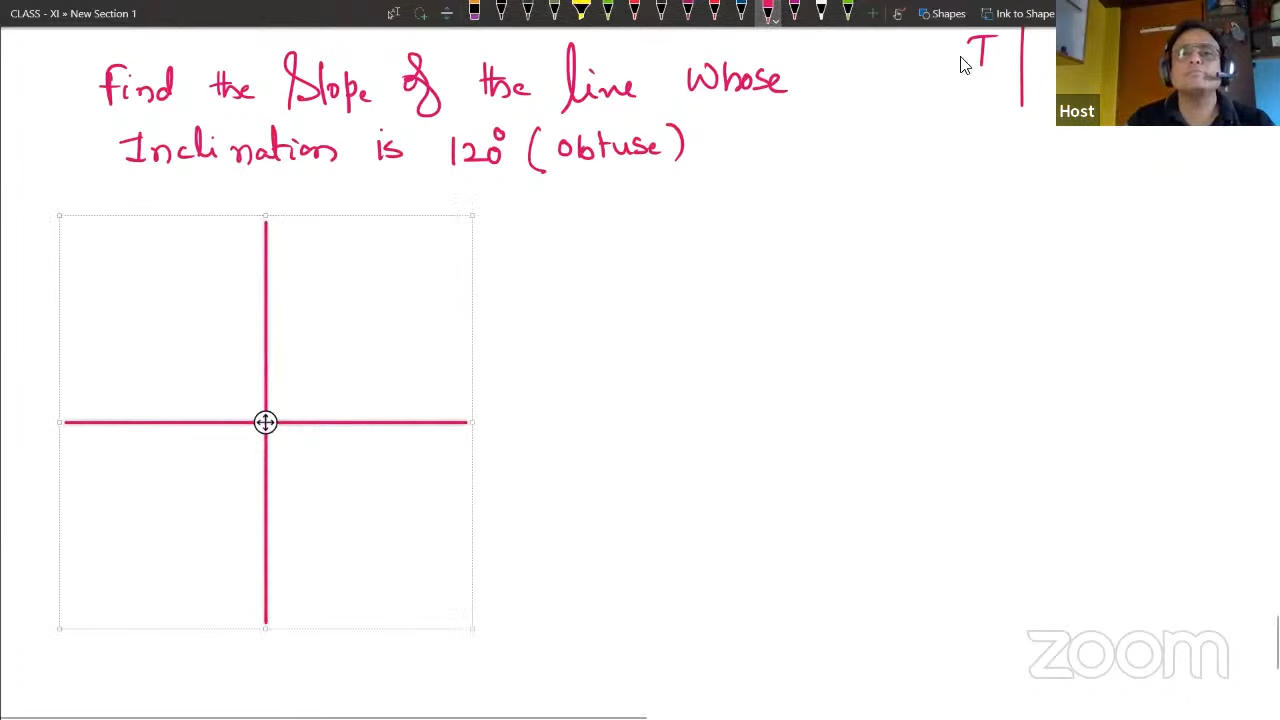 CLASS - XI » New Section 1
Shapes
Ink to Shape
T
Host
find the slope of the line whose
Inclination is 120° (obtuse)
zoom